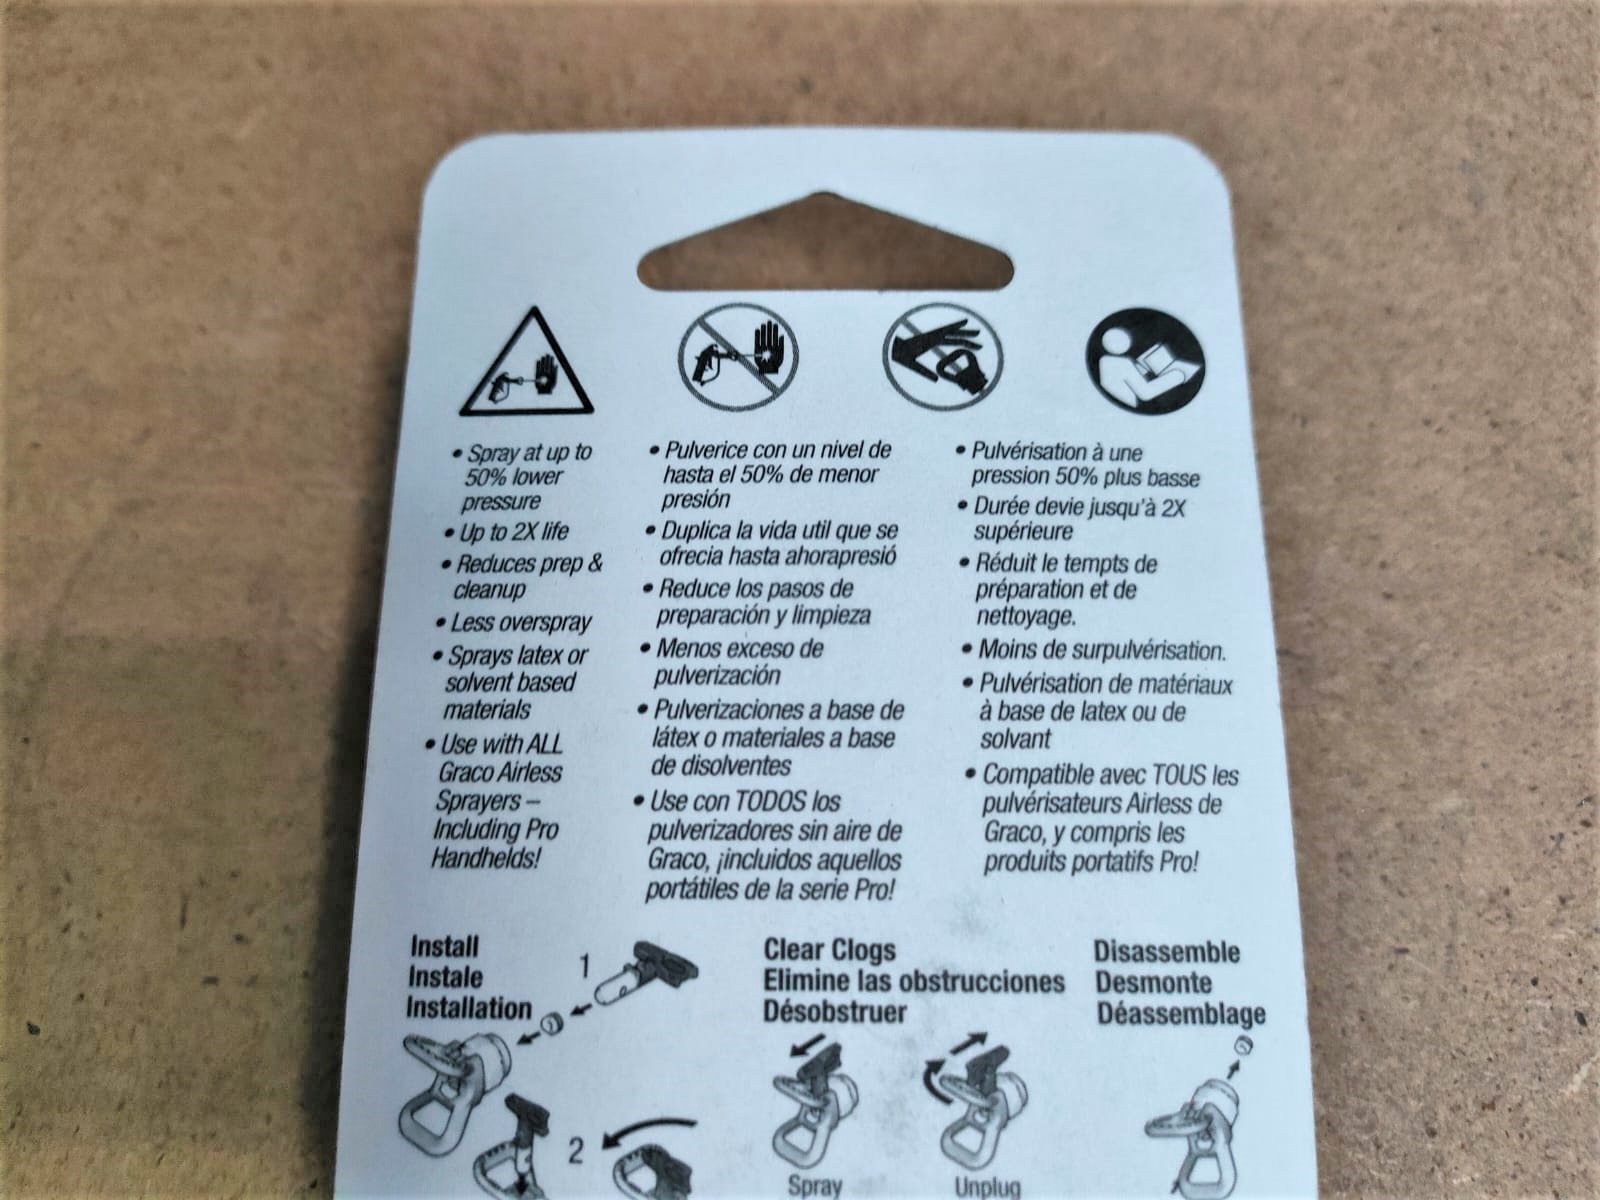 • Spray at up to
50% lower
pressure
• Up to 2X life
• Reduces prep &
cleanup
• Less overspray
• Sprays latex or
solvent based
materials
• Use with ALL
Graco Airless
Sprayers –
Including Pro
Handhelds!
• Pulverice con un nivel de
hasta el 50% de menor
presión
• Duplica la vida util que se
ofrecia hasta ahorapresió
• Reduce los pasos de
preparación y limpieza
• Menos exceso de
pulverización
• Pulverizaciones a base de
látex o materiales a base
de disolventes
• Use con TODOS los
pulverizadores sin aire de
Graco, ¡incluidos aquellos
portátiles de la serie Pro!
• Pulvérisation à une
pression 50% plus basse
• Durée devie jusqu'à 2X
supérieure
• Réduit le tempts de
préparation et de
nettoyage.
• Moins de surpulvérisation.
• Pulvérisation de matériaux
à base de latex ou de
solvant
• Compatible avec TOUS les
pulvérisateurs Airless de
Graco, y compris les
produits portatifs Pro!
Install
Instale
Installation
1
2
Clear Clogs
Elimine las obstrucciones
Désobstruer
Spray
Unplug
Disassemble
Desmonte
Déassemblage